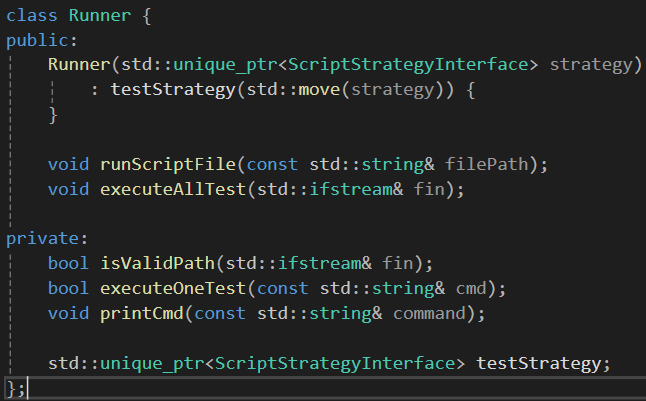 class Runner {
public:
    Runner(std::unique_ptr<ScriptStrategyInterface> strategy)
        : testStrategy(std::move(strategy)) {
    }
    void runScriptFile(const std::string& filePath);
    void executeAllTest(std::ifstream& fin);
private:
    bool isValidPath(std::ifstream& fin);
    bool executeOneTest(const std::string& cmd);
    void printCmd(const std::string& command);
    std::unique_ptr<ScriptStrategyInterface> testStrategy;
};